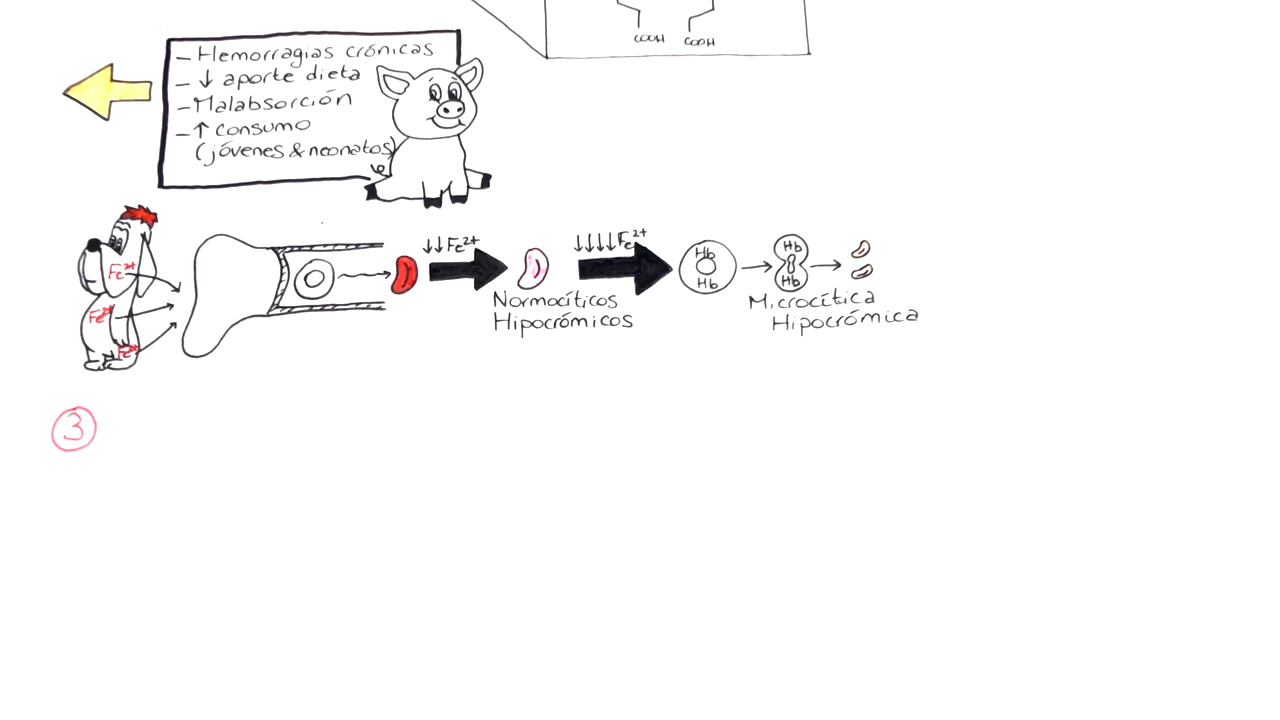 COOH COOH
- Hemorragias crónicas
- ↓ aporte dieta
- Malabsorción
- ↑ consumo
(jóvenes & neonatos)
Fe²⁺
Fe²⁺
Fe²⁺
↓↓Fe²⁺
↓↓↓↓Fe²⁺
Normocíticos
Hipocrómicos
Hb
Hb
Hb
Hb
Microcítica
Hipocrómica
3